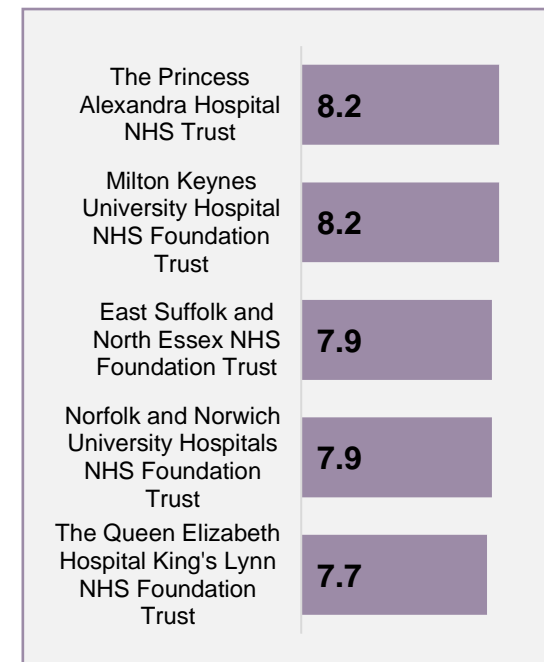 The Princess
Alexandra Hospital
NHS Trust
8.2
Milton Keynes
University Hospital
NHS Foundation
Trust
8.2
East Suffolk and
North Essex NHS
Foundation Trust
7.9
Norfolk and Norwich
University Hospitals
NHS Foundation
Trust
7.9
The Queen Elizabeth
Hospital King's Lynn
NHS Foundation
Trust
7.7